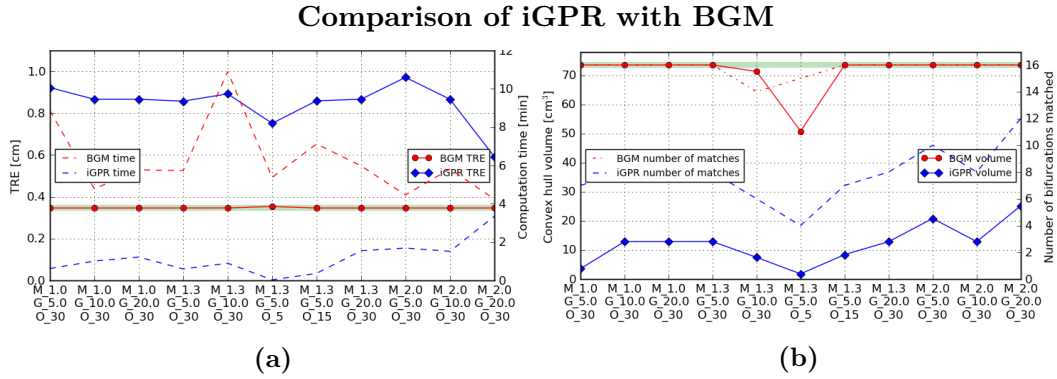 Comparison of iGPR with BGM
1.0
0.8
0.6
0.4
0.2
0.0
TRE [cm]
BGM time
iGPR time
BGM TRE
iGPR TRE
12
10
8
6
4
2
0
Computation time [min]
M_1.0 M_1.0 M_1.0 M_1.3 M_1.3 M_1.3 M_1.3 M_1.3 M_2.0 M_2.0 M_2.0
G_5.0 G_10.0 G_20.0 G_5.0 G_10.0 G_5 G_5.0 G_20.0 G_5.0 G_10.0 G_20.0
O_30 O_30 O_30 O_30 O_30 O_5 O_15 O_30 O_30 O_30 O_30
(a)
70
60
50
40
30
20
10
0
Convex hull volume [cm³]
BGM number of matches
iGPR number of matches
BGM volume
iGPR volume
16
14
12
10
8
6
4
2
0
Number of bifurcations matched
M_1.0 M_1.0 M_1.0 M_1.3 M_1.3 M_1.3 M_1.3 M_1.3 M_2.0 M_2.0 M_2.0
G_5.0 G_10.0 G_20.0 G_5.0 G_10.0 G_5 G_5.0 G_20.0 G_5.0 G_10.0 G_20.0
O_30 O_30 O_30 O_30 O_30 O_5 O_15 O_30 O_30 O_30 O_30
(b)